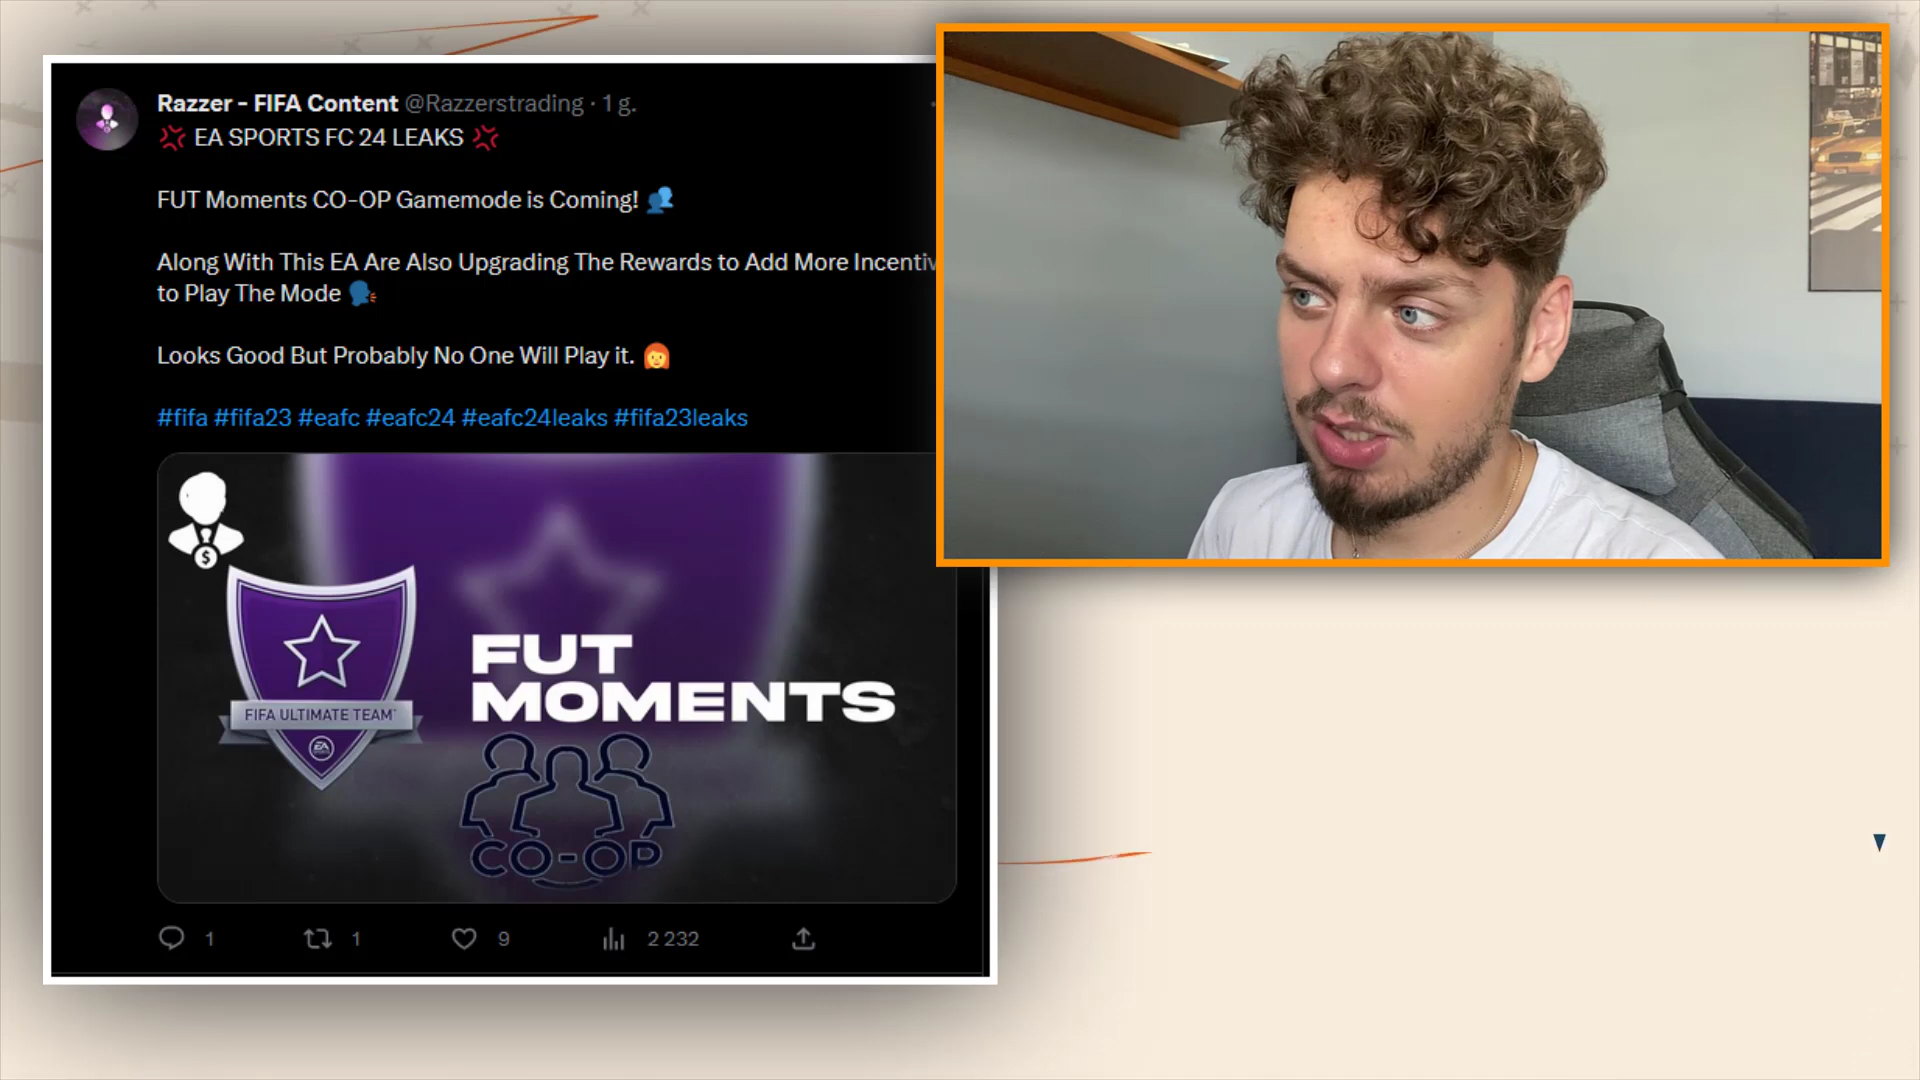 Razzer - FIFA Content @Razzerstrading · 1 g.
💢 EA SPORTS FC 24 LEAKS 💢
FUT Moments CO-OP Gamemode is Coming! 👥
Along With This EA Are Also Upgrading The Rewards to Add More Incentiv
to Play The Mode 🗣️
Looks Good But Probably No One Will Play it. 👩‍🦰
#fifa #fifa23 #eafc #eafc24 #eafc24leaks #fifa23leaks
$
FUT
MOMENTS
FIFA ULTIMATE TEAM™
EA
CO-OP
1 1 9 2 232